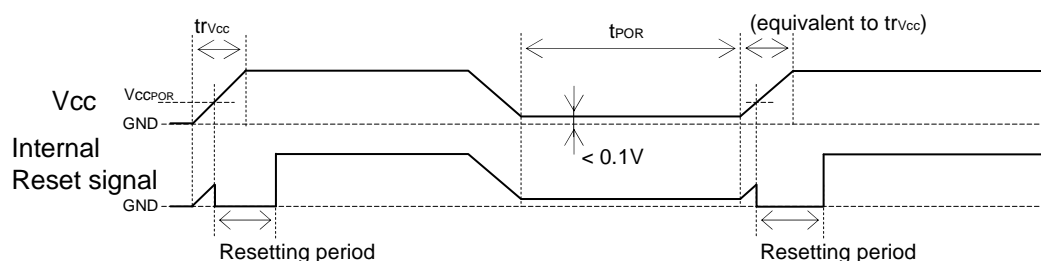 trVcc
tPOR
(equivalent to trVcc)
Vcc
VccPOR
GND
< 0.1V
Internal
Reset signal
GND
Resetting period
Resetting period